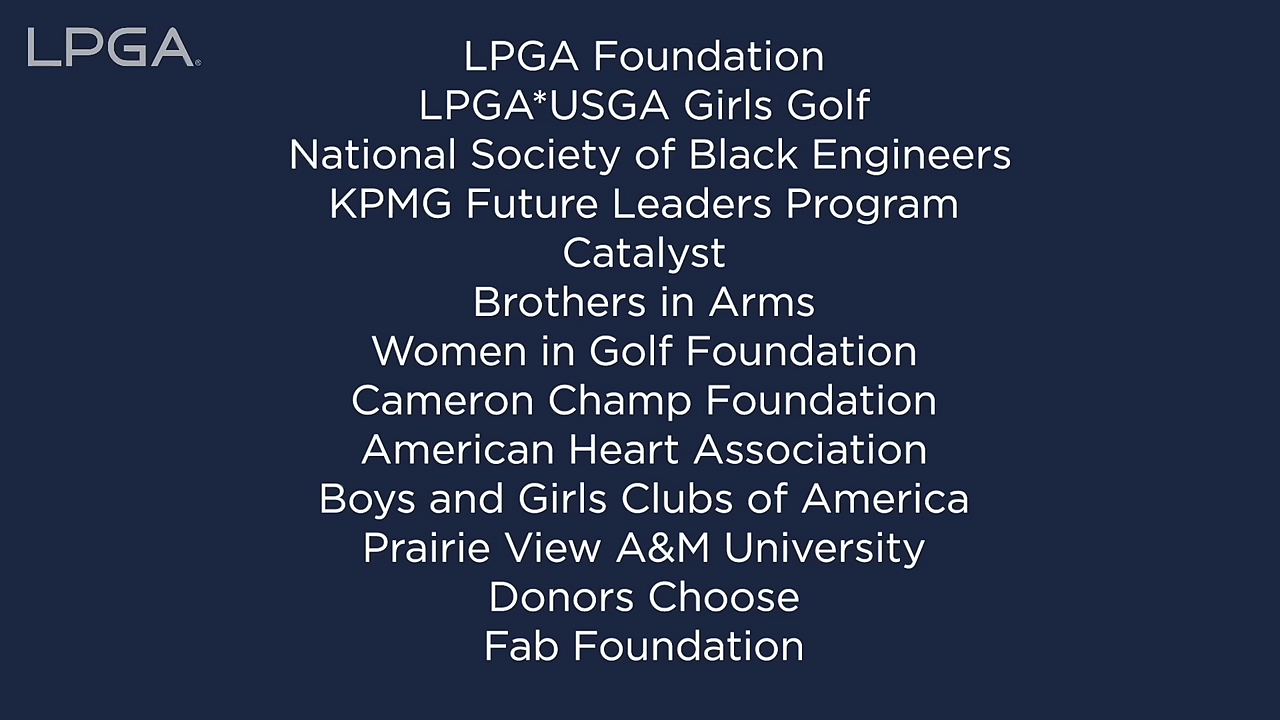 LPGA®
LPGA Foundation
LPGA*USGA Girls Golf
National Society of Black Engineers
KPMG Future Leaders Program
Catalyst
Brothers in Arms
Women in Golf Foundation
Cameron Champ Foundation
American Heart Association
Boys and Girls Clubs of America
Prairie View A&M University
Donors Choose
Fab Foundation